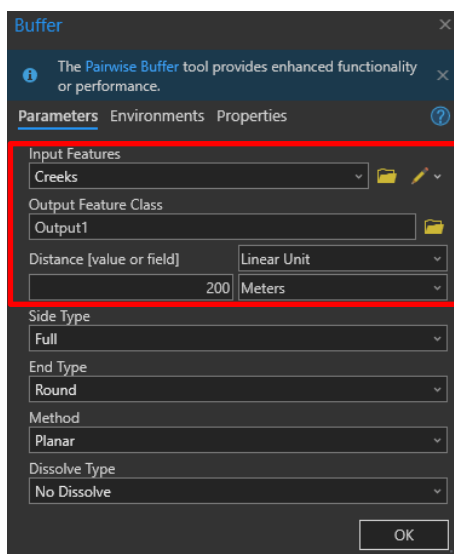 Buffer
The Pairwise Buffer tool provides enhanced functionality
or performance.
Parameters Environments Properties
Input Features
Creeks
Output Feature Class
Output1
Distance [value or field] Linear Unit
200 Meters
Side Type
Full
End Type
Round
Method
Planar
Dissolve Type
No Dissolve
OK